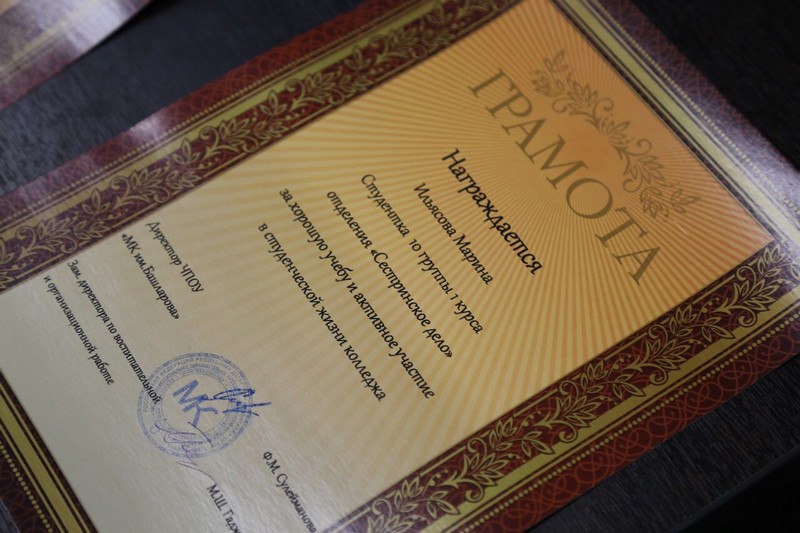 ГРАМОТА
Награждается
Ильясова Марина
Студентка 10 группы 1 курса
отделения «Сестринское дело»
за хорошую учебу и активное участие
в студенческой жизни колледжа
Директор ЧПОУ
«МК им.Башларова»
Ф.М. Сулейманова
Зам. директора по воспитательной
и организационной работе
М.Ш.
МК